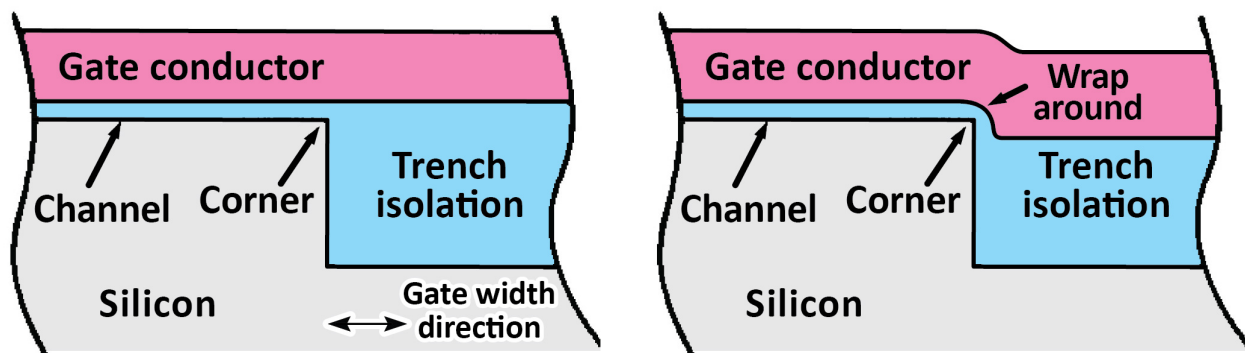 Gate conductor
Channel
Corner
Trench
isolation
Silicon
Gate width
direction
Gate conductor
Wrap
around
Channel
Corner
Trench
isolation
Silicon